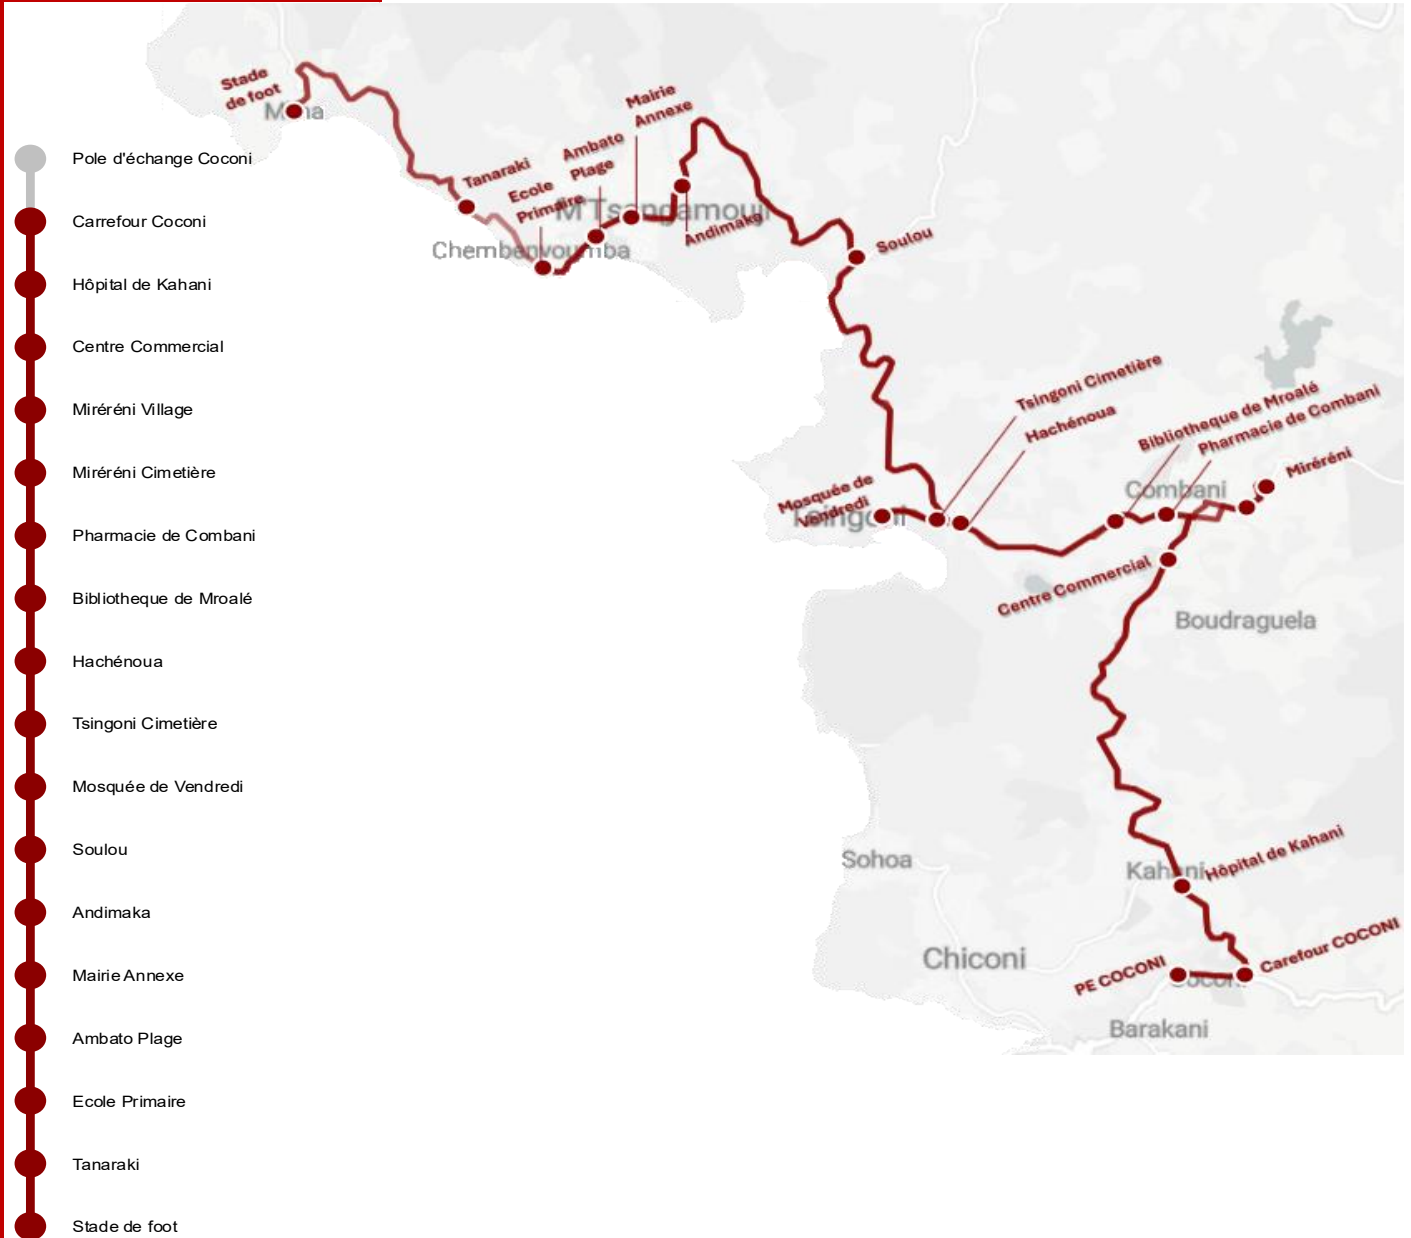 Pole d'échange Coconi
Carrefour Coconi
Hôpital de Kahani
Centre Commercial
Miréréni Village
Miréréni Cimetière
Pharmacie de Combani
Bibliotheque de Mroalé
Hachénoua
Tsingoni Cimetière
Mosquée de Vendredi
Soulou
Andimaka
Mairie Annexe
Ambato Plage
Ecole Primaire
Tanaraki
Stade de foot
Stade
de foot
Tanaraki
Ecole
Primaire
Ambato
Plage
Mairie
Annexe
M'Tsangamouji
Andimaka
Chembenyoumba
Soulou
Tsingoni Cimetière
Hachénoua
Bibliotheque de Mroalé
Pharmacie de Combani
Miréréni
Combani
Mosquée de
Vendredi
Tsingoni
Centre Commercial
Boudraguela
Sohoa
Kahani
Hôpital de Kahani
Chiconi
PE COCONI
Carefour COCONI
Coconi
Barakani